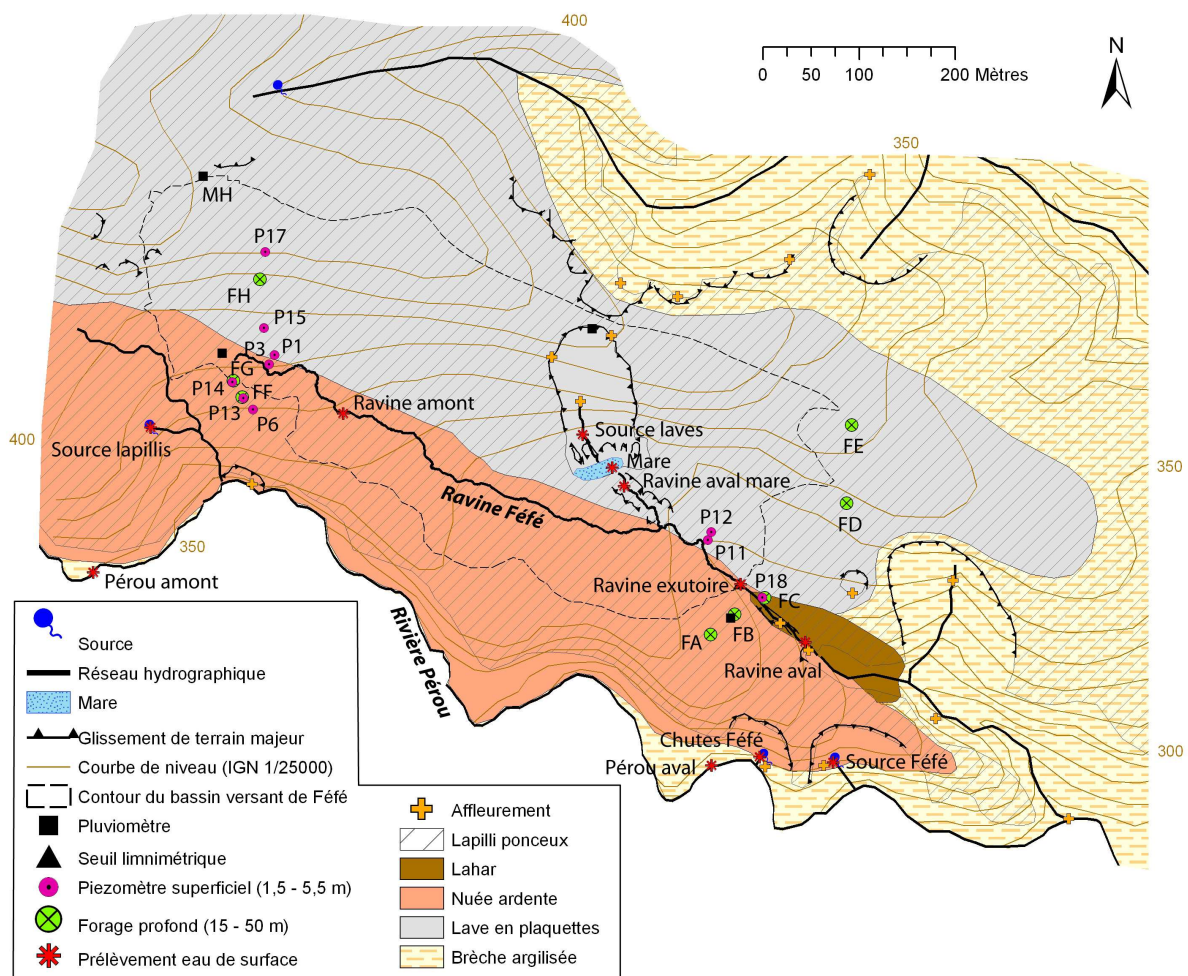 400
0 50 100 200 Mètres
N
350
MH
P17
FH
P15
P3 P1
FG
P14 FF
P13 P6
Ravine amont
400
Source lapillis
Source laves
Mare
Ravine aval mare
FE
350
FD
Ravine Féfé
P12
P11
350
Pérou amont
Ravine exutoire
P18
FC
FB
FA
Ravine aval
Rivière Pérou
Chutes Féfé
Pérou aval
Source Féfé
300
Source
Réseau hydrographique
Mare
Glissement de terrain majeur
Courbe de niveau (IGN 1/25000)
Contour du bassin versant de Féfé
Pluviomètre
Seuil limnimétrique
Piezomètre superficiel (1,5 - 5,5 m)
Forage profond (15 - 50 m)
Prélèvement eau de surface
Affleurement
Lapilli ponceux
Lahar
Nuée ardente
Lave en plaquettes
Brèche argilisée